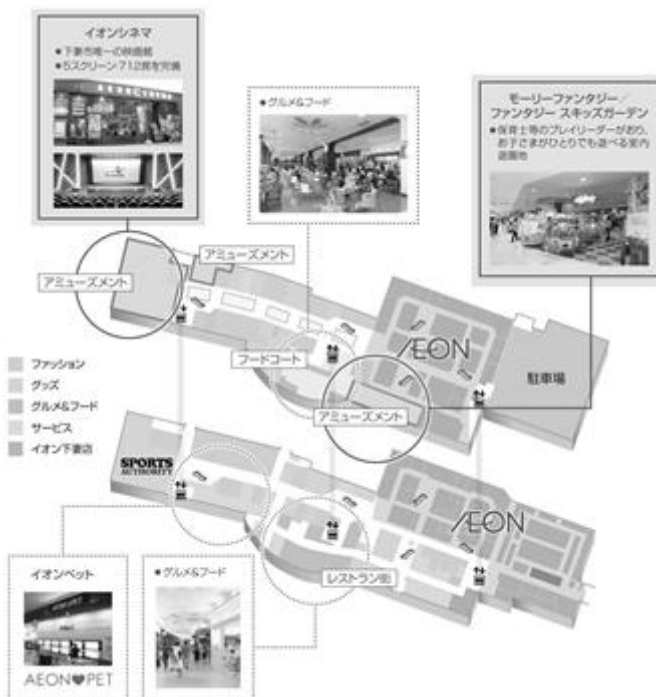 イオンシネマ
●下妻市唯一の映画館
●5スクリーン・712席を完備
●グルメ&フード
モーリーファンタジー/
ファンタジー スキッズガーデン
●保育士等のプレイリーダーがおり、
お子さまがひとりでも遊べる室内
遊園地
アミューズメント
アミューズメント
フードコート
アミューズメント
ÆON
駐車場
ファッション
グッズ
グルメ&フード
サービス
イオン下妻店
SPORTS
AUTHORITY
ÆON
レストラン街
イオンペット
AEON♥PET
●グルメ&フード